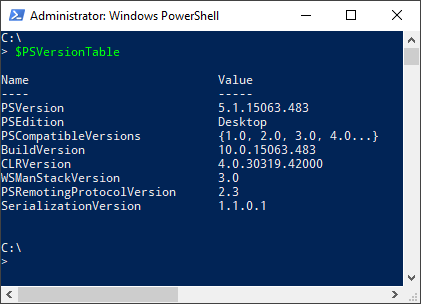 Administrator: Windows PowerShell
C:\
> $PSVersionTable
Name                           Value
----                           -----
PSVersion                      5.1.15063.483
PSEdition                      Desktop
PSCompatibleVersions           {1.0, 2.0, 3.0, 4.0...}
BuildVersion                   10.0.15063.483
CLRVersion                     4.0.30319.42000
WSManStackVersion              3.0
PSRemotingProtocolVersion      2.3
SerializationVersion           1.1.0.1
C:\
>